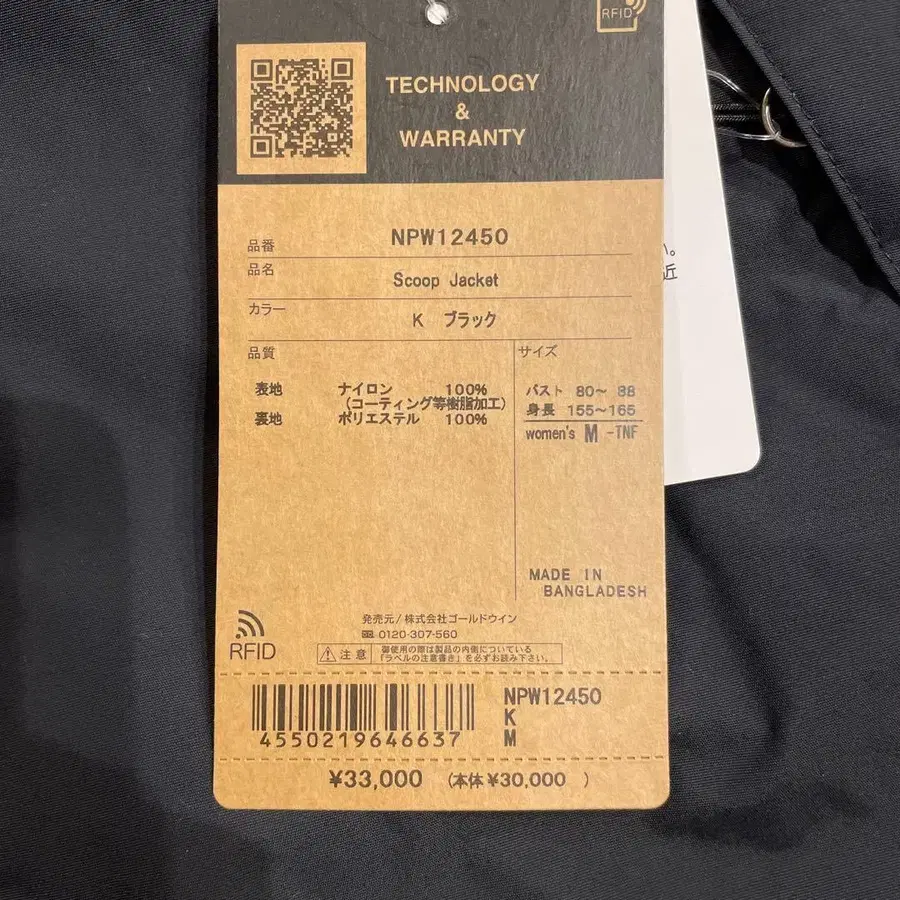 RFID
TECHNOLOGY
&
WARRANTY
品番 NPW12450
品名 Scoop Jacket
カラー K ブラック
品質
表地 ナイロン 100%
(コーティング等樹脂加工)
裏地 ポリエステル 100%
サイズ
バスト 80~ 88
身長 155~165
women's M -TNF
MADE IN
BANGLADESH
い。
近
発売元/株式会社ゴールドウイン
0120-307-560
RFID
注意 御使用の際は製品の内側についている
「ラベルの注意書き」を必ずお読み下さい。
4550219646637
NPW12450
K
M
¥33,000 (本体¥30,000 )